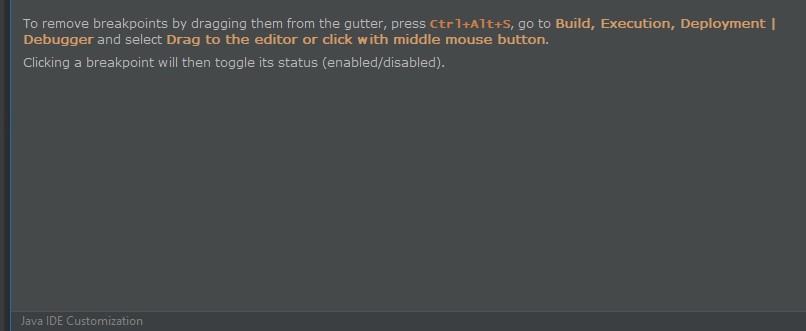 To remove breakpoints by dragging them from the gutter, press Ctrl+Alt+S, go to Build, Execution, Deployment |
Debugger and select Drag to the editor or click with middle mouse button.
Clicking a breakpoint will then toggle its status (enabled/disabled).
Java IDE Customization